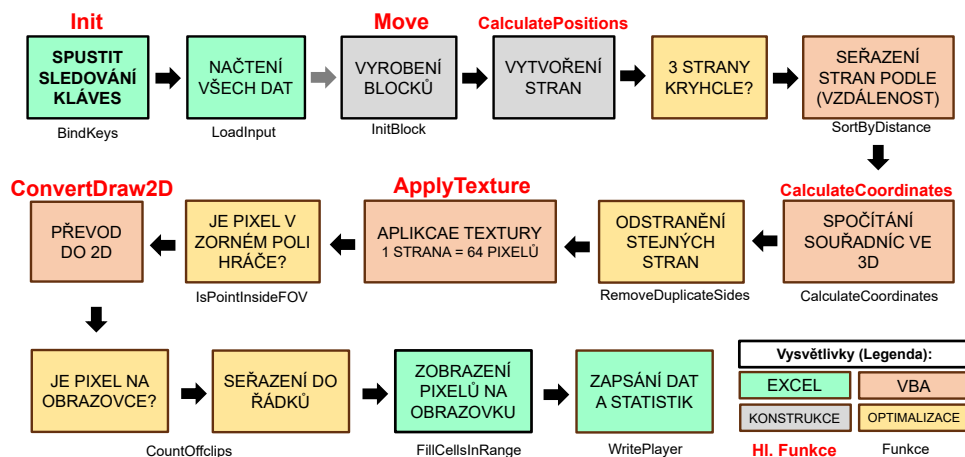 Init
SPUSTIT
SLEDOVÁNÍ
KLÁVES
BindKeys
NAČTENÍ
VŠECH DAT
LoadInput
Move
VYROBENÍ
BLOCKŮ
InitBlock
CalculatePositions
VYTVOŘENÍ
STRAN
3 STRANY
KRYHCLE?
SEŘAZENÍ
STRAN PODLE
(VZDÁLENOST)
SortByDistance
ConvertDraw2D
PŘEVOD
DO 2D
JE PIXEL V
ZORNÉM POLI
HRÁČE?
IsPointInsideFOV
ApplyTexture
APLIKCAE TEXTURY
1 STRANA = 64 PIXELŮ
ODSTRANĚNÍ
STEJNÝCH
STRAN
RemoveDuplicateSides
CalculateCoordinates
SPOČÍTÁNÍ
SOUŘADNÍC VE
3D
CalculateCoordinates
JE PIXEL NA
OBRAZOVCE?
SEŘAZENÍ DO
ŘÁDKŮ
CountOffclips
ZOBRAZENÍ
PIXELŮ NA
OBRAZOVKU
FillCellsInRange
ZAPSÁNÍ DAT
A STATISTIK
WritePlayer
Vysvětlivky (Legenda):
EXCEL
VBA
KONSTRUKCE
OPTIMALIZACE
Hl. Funkce
Funkce